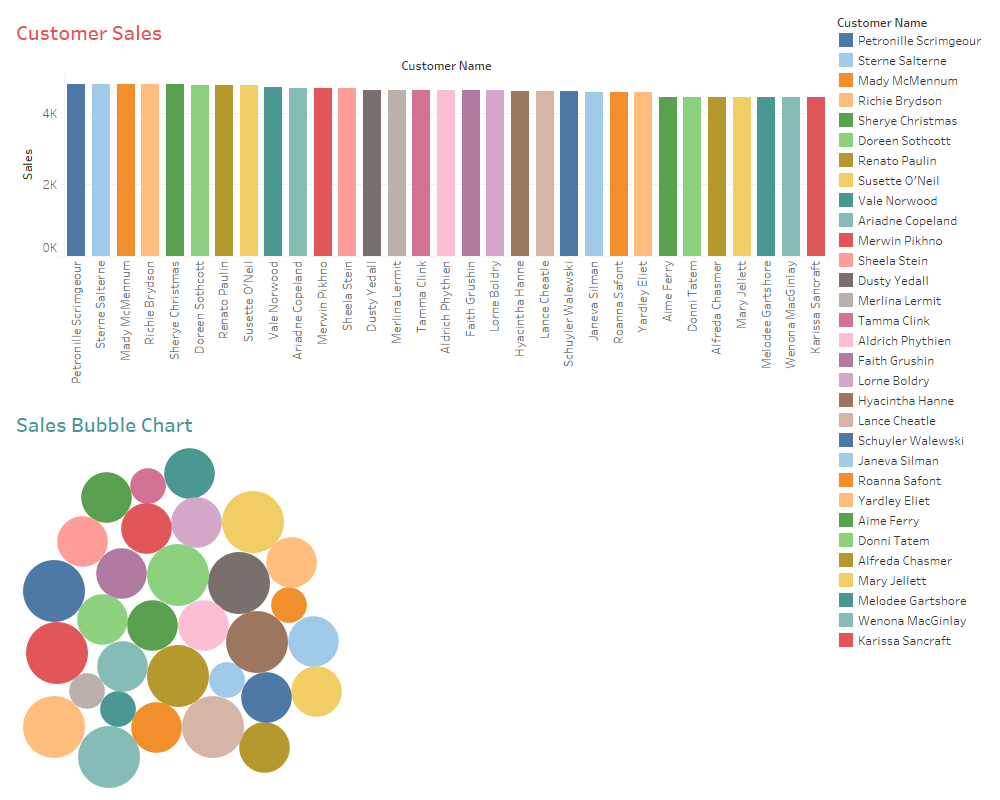 Customer Sales
Customer Name
Sales
4K
2K
0K
Petronille Scrimgeour
Sterne Salterne
Mady McMennum
Richie Brydson
Sherye Christmas
Doreen Sothcott
Renato Paulin
Susette O’Neil
Vale Norwood
Ariadne Copeland
Merwin Pikhno
Sheela Stein
Dusty Yedall
Merlina Lermit
Tamma Clink
Aldrich Phythien
Faith Grushin
Lorne Boldry
Hyacintha Hanne
Lance Cheatle
Schuyler Walewski
Janeva Silman
Roanna Safont
Yardley Eliet
Aime Ferry
Donni Tatem
Alfreda Chasmer
Mary Jellett
Melodee Gartshore
Wenona MacGinlay
Karissa Sancraft
Sales Bubble Chart
Customer Name
Petronille Scrimgeour
Sterne Salterne
Mady McMennum
Richie Brydson
Sherye Christmas
Doreen Sothcott
Renato Paulin
Susette O’Neil
Vale Norwood
Ariadne Copeland
Merwin Pikhno
Sheela Stein
Dusty Yedall
Merlina Lermit
Tamma Clink
Aldrich Phythien
Faith Grushin
Lorne Boldry
Hyacintha Hanne
Lance Cheatle
Schuyler Walewski
Janeva Silman
Roanna Safont
Yardley Eliet
Aime Ferry
Donni Tatem
Alfreda Chasmer
Mary Jellett
Melodee Gartshore
Wenona MacGinlay
Karissa Sancraft